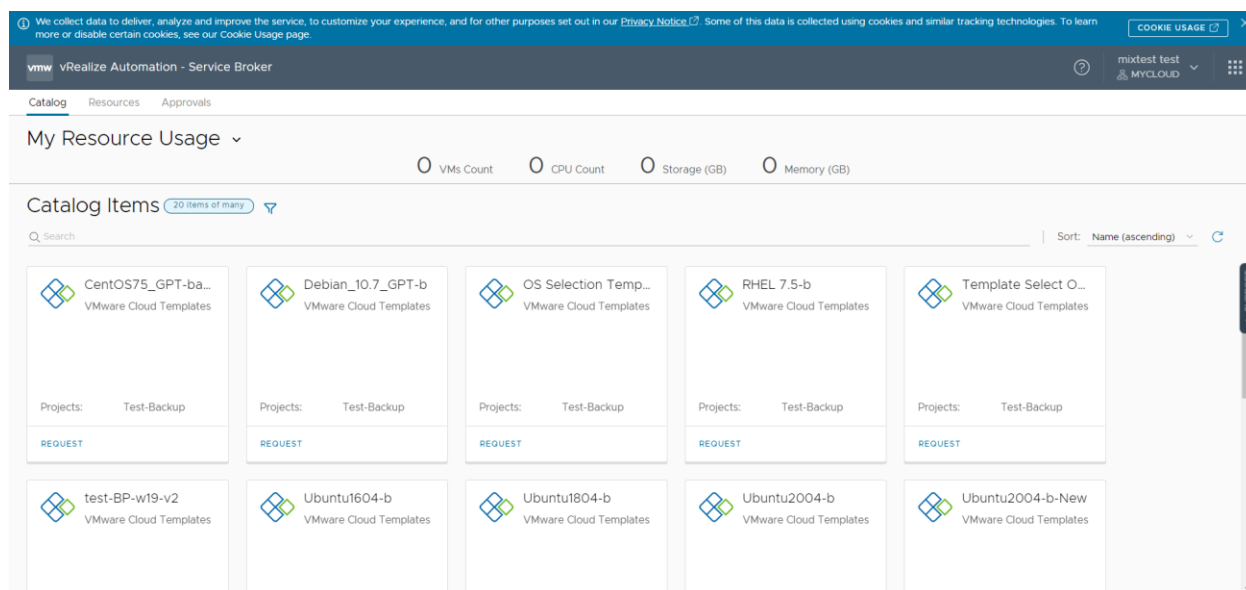 We collect data to deliver, analyze and improve the service, to customize your experience, and for other purposes set out in our Privacy Notice. Some of this data is collected using cookies and similar tracking technologies. To learn
more or disable certain cookies, see our Cookie Usage page.
COOKIE USAGE
vmw vRealize Automation - Service Broker
mixtest test
MYCLOUD
Catalog Resources Approvals
My Resource Usage
0 VMs Count 0 CPU Count 0 Storage (GB) 0 Memory (GB)
Catalog Items 20 items of many
Search Sort: Name (ascending)
CentOS75_GPT-ba... Debian_10.7_GPT-b OS Selection Temp... RHEL 7.5-b Template Select O...
VMware Cloud Templates VMware Cloud Templates VMware Cloud Templates VMware Cloud Templates VMware Cloud Templates
Projects: Test-Backup Projects: Test-Backup Projects: Test-Backup Projects: Test-Backup Projects: Test-Backup
REQUEST REQUEST REQUEST REQUEST REQUEST
test-BP-w19-v2 Ubuntu1604-b Ubuntu1804-b Ubuntu2004-b Ubuntu2004-b-New
VMware Cloud Templates VMware Cloud Templates VMware Cloud Templates VMware Cloud Templates VMware Cloud Templates